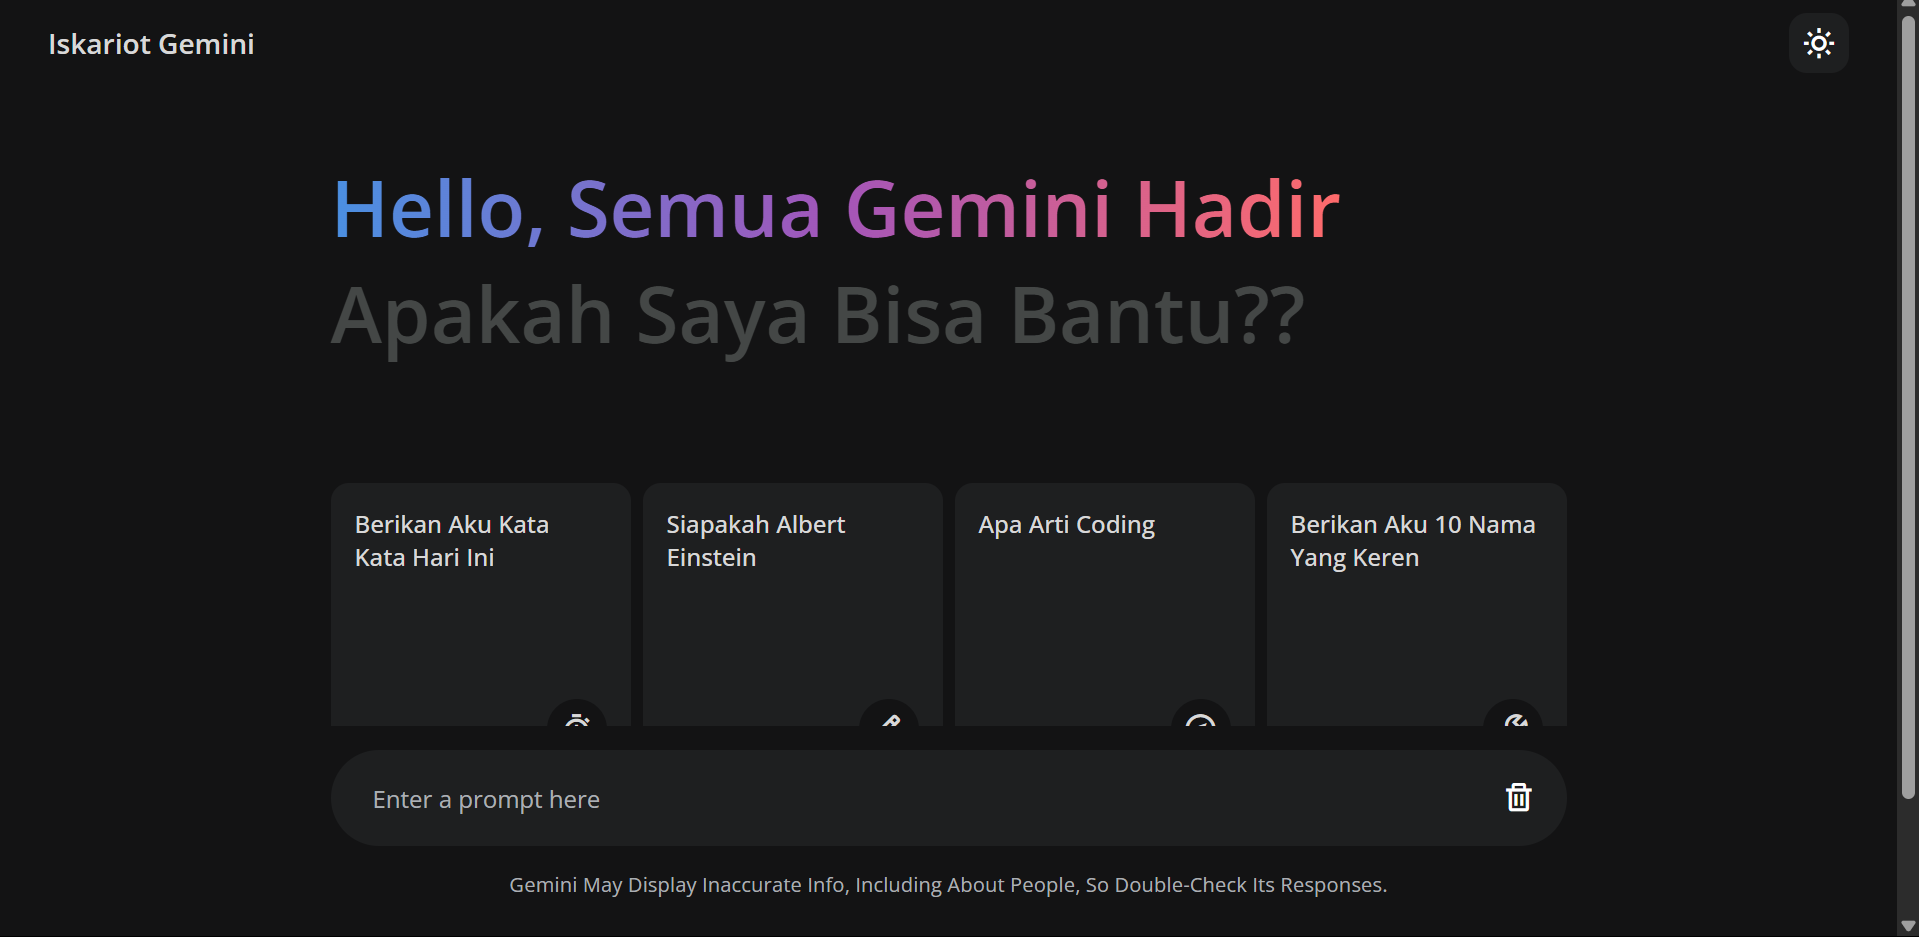 Iskariot Gemini
Hello, Semua Gemini Hadir
Apakah Saya Bisa Bantu??
Berikan Aku Kata
Kata Hari Ini
Siapakah Albert
Einstein
Apa Arti Coding
Berikan Aku 10 Nama
Yang Keren
Enter a prompt here
Gemini May Display Inaccurate Info, Including About People, So Double-Check Its Responses.